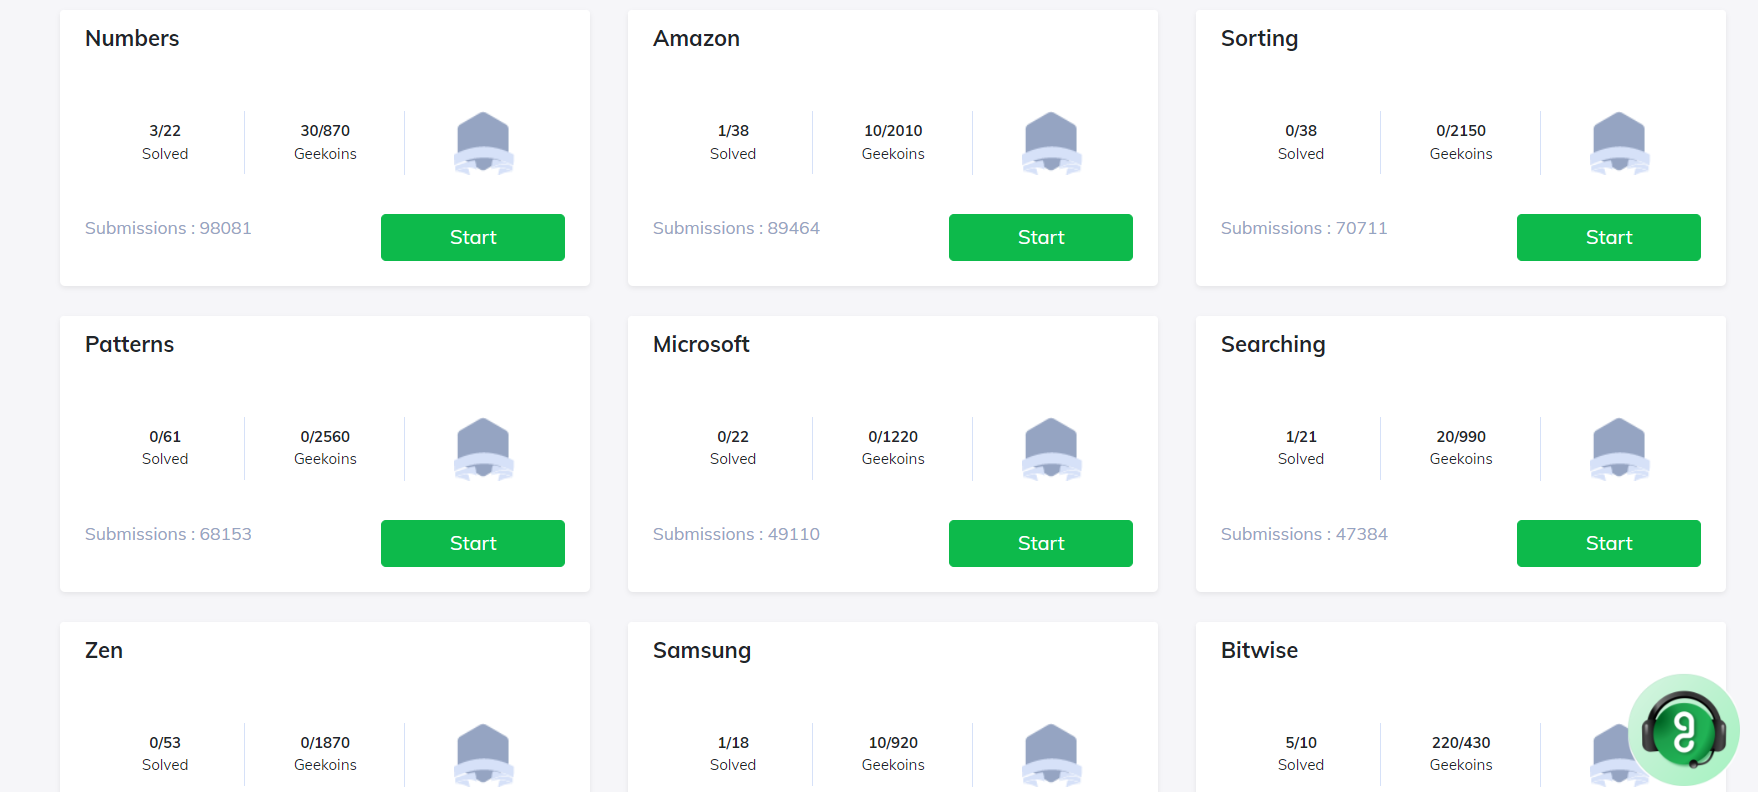 Numbers
3/22
Solved
30/870
Geekoins
Submissions : 98081
Start
Amazon
1/38
Solved
10/2010
Geekoins
Submissions : 89464
Start
Sorting
0/38
Solved
0/2150
Geekoins
Submissions : 70711
Start
Patterns
0/61
Solved
0/2560
Geekoins
Submissions : 68153
Start
Microsoft
0/22
Solved
0/1220
Geekoins
Submissions : 49110
Start
Searching
1/21
Solved
20/990
Geekoins
Submissions : 47384
Start
Zen
0/53
Solved
0/1870
Geekoins
Samsung
1/18
Solved
10/920
Geekoins
Bitwise
5/10
Solved
220/430
Geekoins